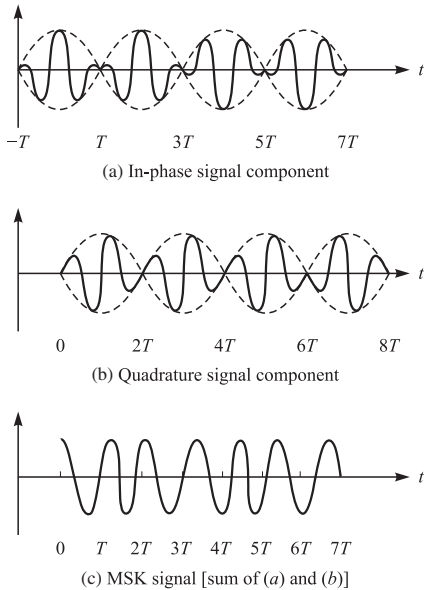 t
−T T 3T 5T 7T
(a) In-phase signal component
t
0 2T 4T 6T 8T
(b) Quadrature signal component
t
0 T 2T 3T 4T 5T 6T 7T
(c) MSK signal [sum of (a) and (b)]